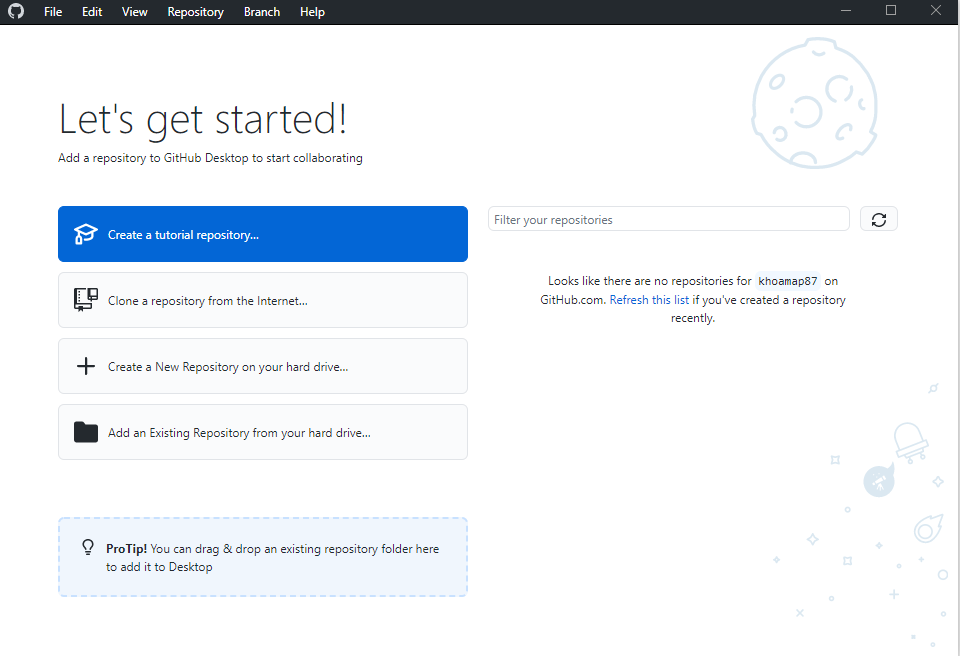 File Edit View Repository Branch Help
Let's get started!
Add a repository to GitHub Desktop to start collaborating
Create a tutorial repository...
Clone a repository from the Internet...
Create a New Repository on your hard drive...
Add an Existing Repository from your hard drive...
ProTip! You can drag & drop an existing repository folder here
to add it to Desktop
Filter your repositories
Looks like there are no repositories for khoamap87 on
GitHub.com. Refresh this list if you've created a repository
recently.